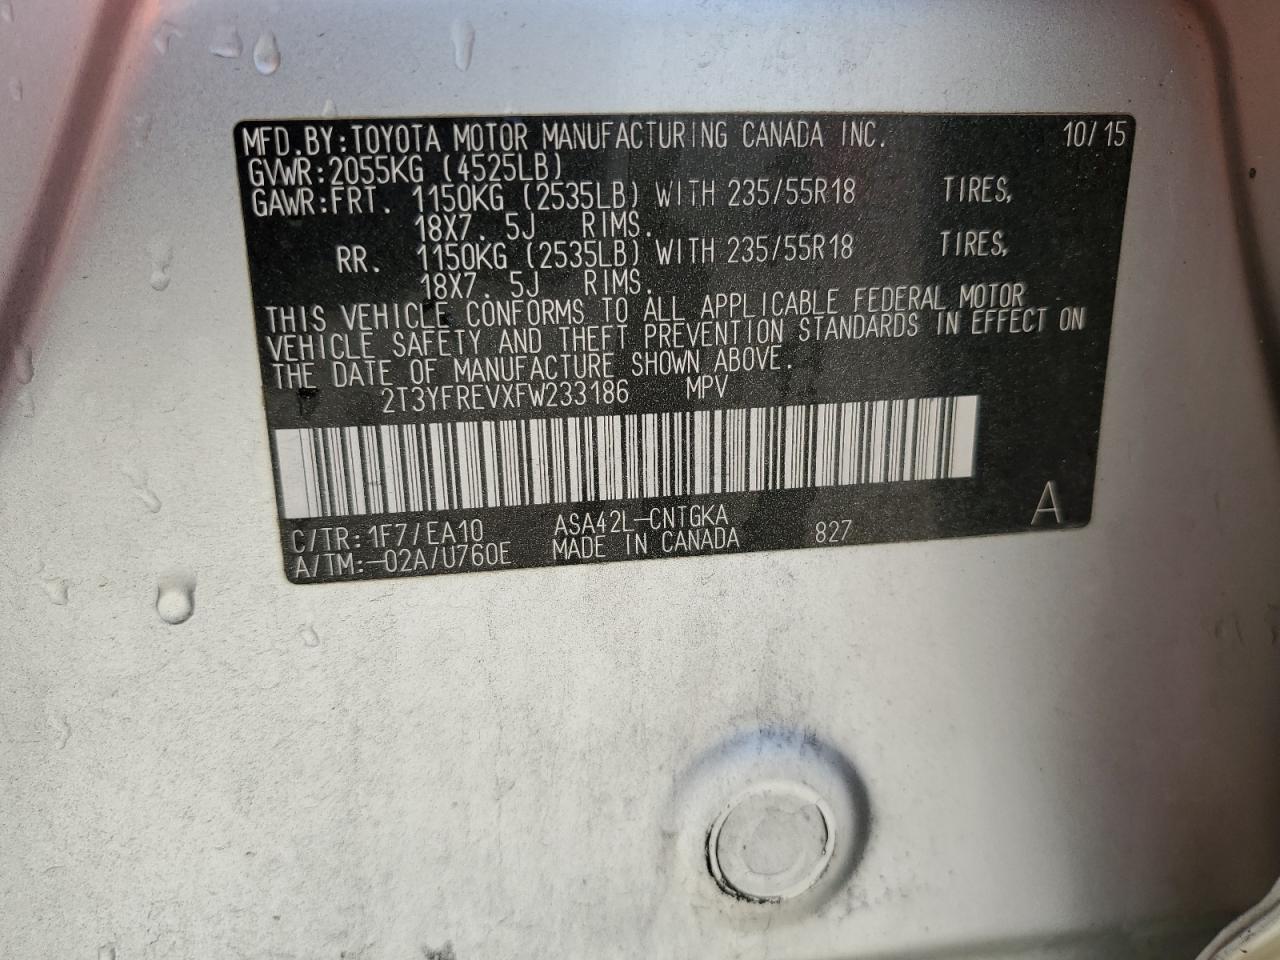 MFD.BY:TOYOTA MOTOR MANUFACTURING CANADA INC. 10/15
GVWR:2055KG (4525LB)
GAWR:FRT. 1150KG (2535LB) WITH 235/55R18 TIRES,
18X7.5J RIMS.
RR. 1150KG (2535LB) WITH 235/55R18 TIRES,
18X7.5J RIMS.
THIS VEHICLE CONFORMS TO ALL APPLICABLE FEDERAL MOTOR
VEHICLE SAFETY AND THEFT PREVENTION STANDARDS IN EFFECT ON
THE DATE OF MANUFACTURE SHOWN ABOVE.
2T3YFREVXFW233186 MPV
C/TR:1F7/EA10 ASA42L-CNTGKA A
A/TM:-02A/U760E MADE IN CANADA 827